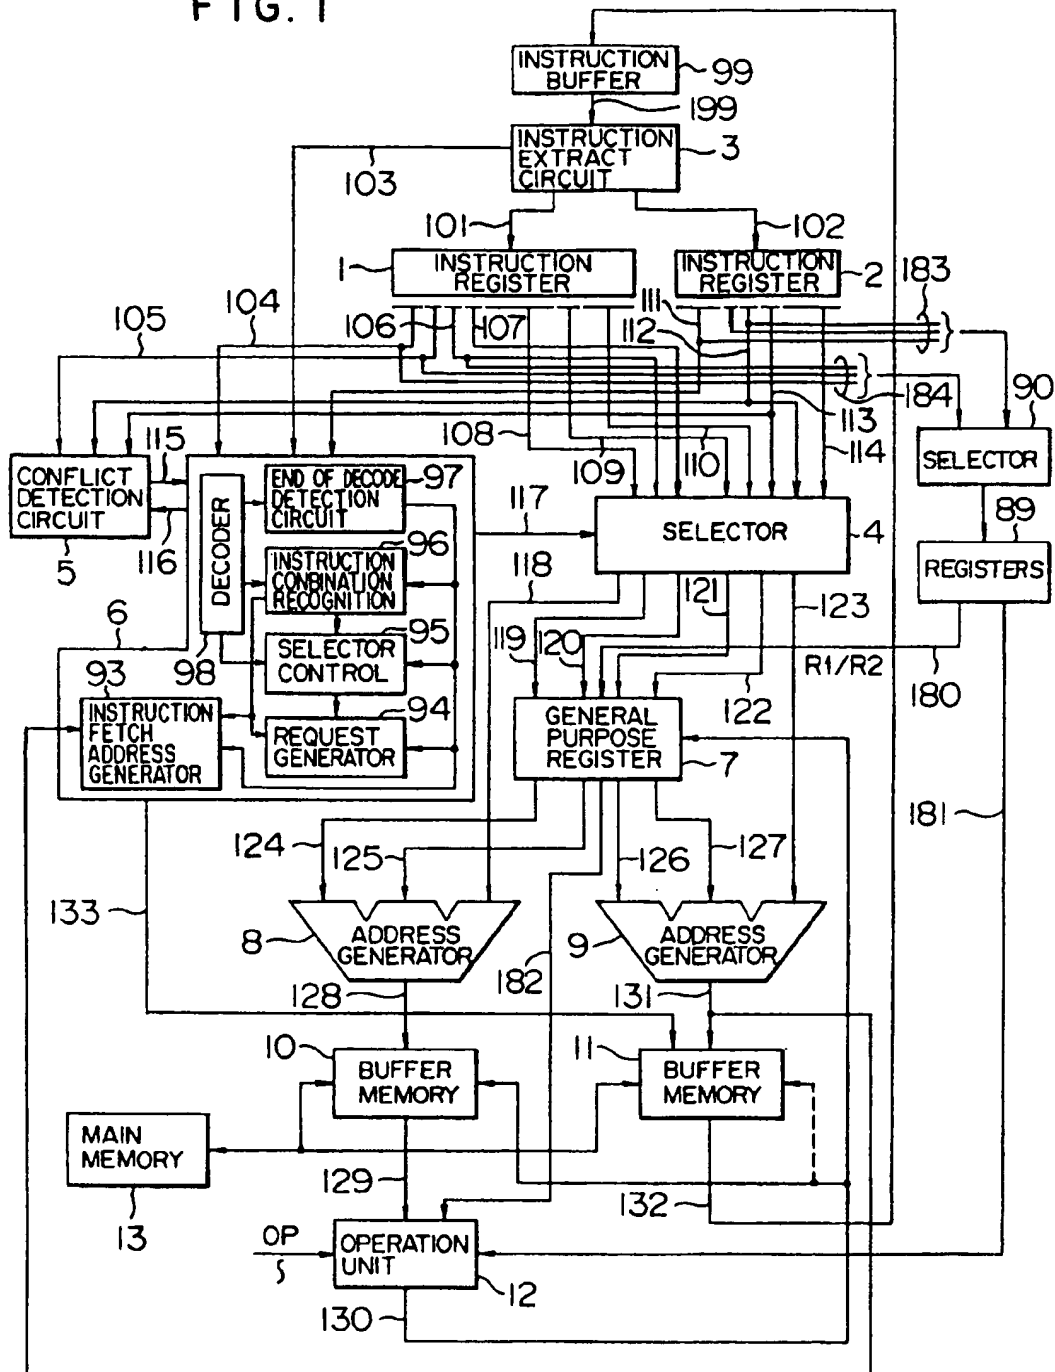 FIG. 1
INSTRUCTION
BUFFER
99
199
INSTRUCTION
EXTRACT
CIRCUIT
3
103
101
102
1
INSTRUCTION
REGISTER
INSTRUCTION
REGISTER
2
183
104
105
106
107
111
112
184
90
113
108
109
110
114
115
CONFLICT
DETECTION
CIRCUIT
116
5
END OF DECODE
DETECTION
CIRCUIT
97
117
SELECTOR
4
SELECTOR
89
REGISTERS
DECODER
96
INSTRUCTION
CONBINATION
RECOGNITION
118
121
123
6
98
95
SELECTOR
CONTROL
119
120
R1/R2
180
122
93
INSTRUCTION
FETCH
ADDRESS
GENERATOR
94
REQUEST
GENERATOR
GENERAL
PURPOSE
REGISTER
7
181
124
125
126
127
133
8
ADDRESS
GENERATOR
9
ADDRESS
GENERATOR
182
128
131
10
BUFFER
MEMORY
11
BUFFER
MEMORY
MAIN
MEMORY
13
129
132
OP
OPERATION
UNIT
12
130